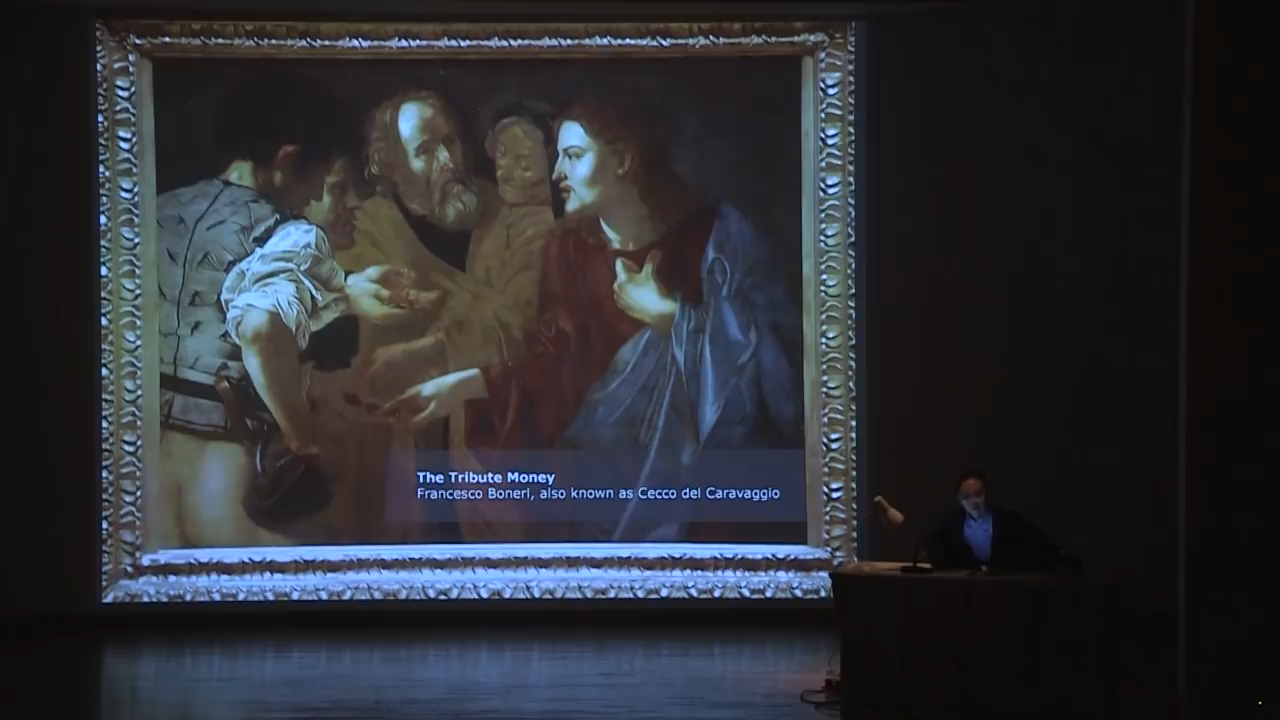 The Tribute Money
Francesco Boneri, also known as Cecco del Caravaggio